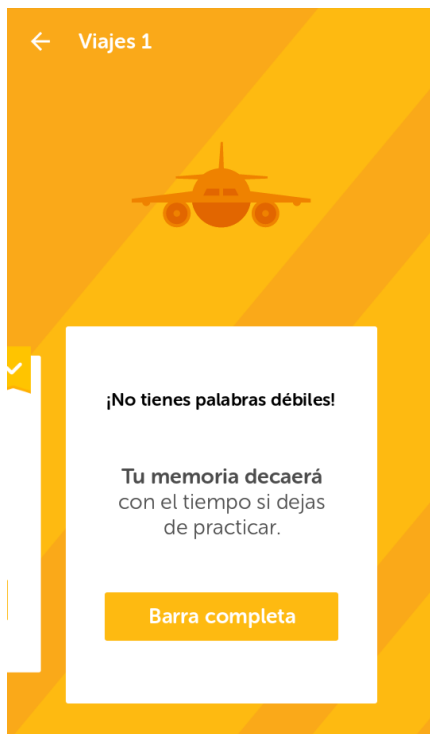 Viajes 1
¡No tienes palabras débiles!
Tu memoria decaerá
con el tiempo si dejas
de practicar.
Barra completa